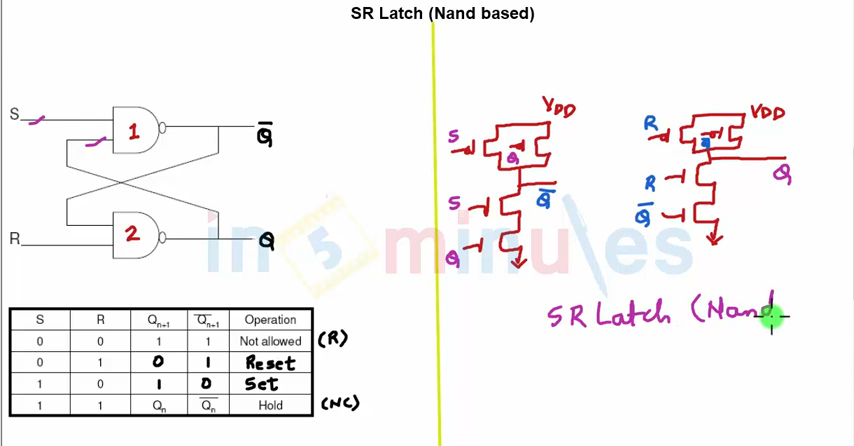 SR Latch (Nand based)
S
1
Q̅
2
R
Q
S R Qn+1 Q̅n+1 Operation
0 0 1 1 Not allowed (R)
0 1 0 1 Reset
1 0 1 0 Set
1 1 Qn Q̅n Hold (NC)
VDD
S
Q
Q̅
S
Q
VDD
R
Q̅
Q
R
Q̅
SR Latch (Nand
in 5 minutes